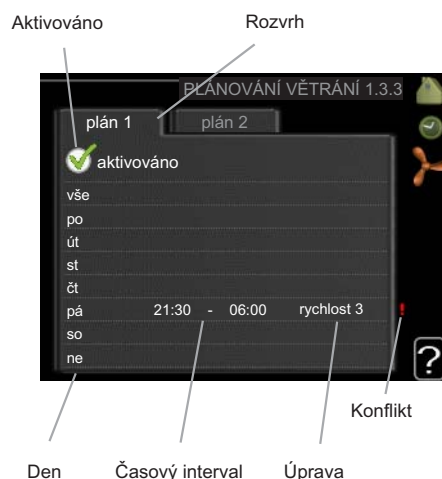 Aktivováno Rozvrh
PLÁNOVÁNÍ VĚTRÁNÍ 1.3.3
plán 1 plán 2
aktivováno
vše
po
út
st
čt
pá 21:30 - 06:00 rychlost 3 !
so
ne
?
Konflikt
Den Časový interval Úprava